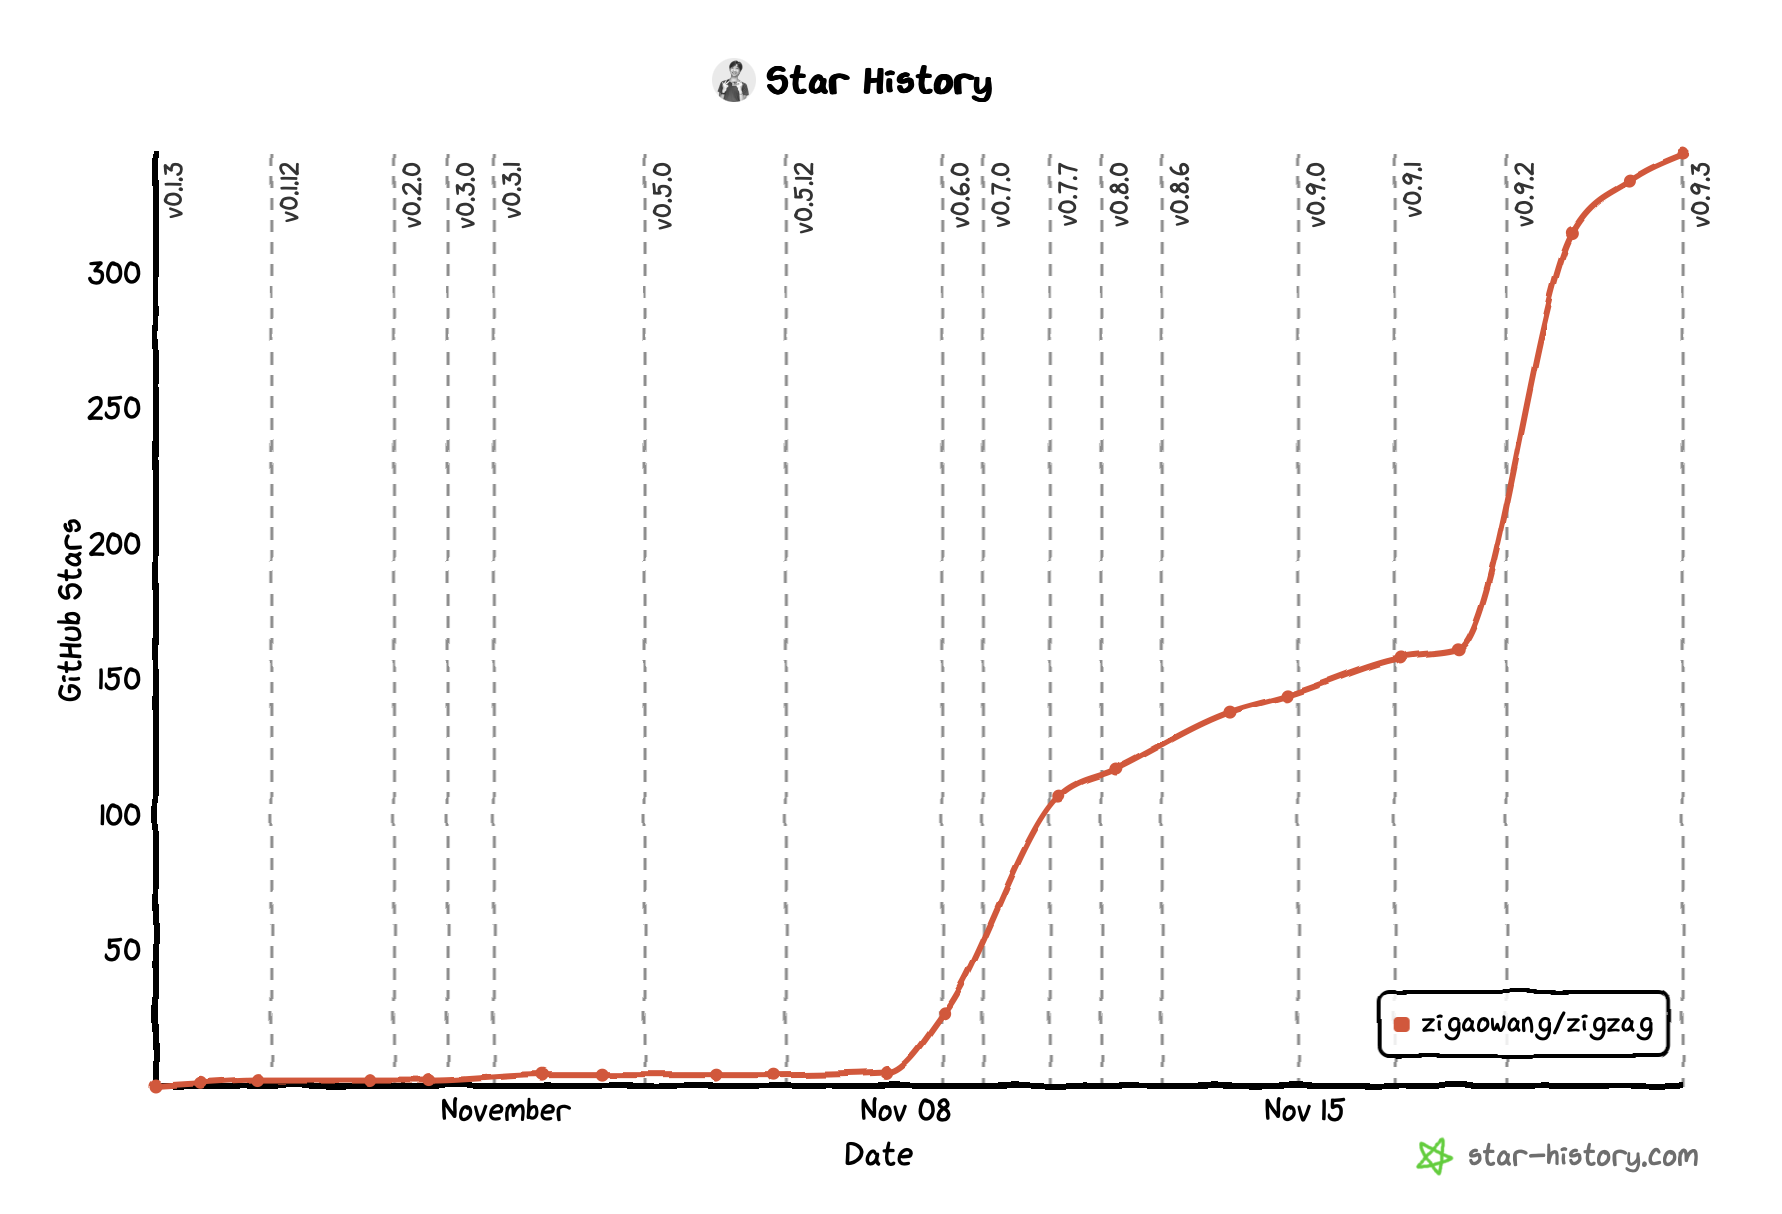 Star History
v0.1.3
v0.1.12
v0.2.0
v0.3.0
v0.3.1
v0.5.0
v0.5.12
v0.6.0
v0.7.0
v0.7.7
v0.8.0
v0.8.6
v0.9.0
v0.9.1
v0.9.2
v0.9.3
300
250
200
150
100
50
GitHub Stars
zigaowang/zigzag
November
Nov 08
Nov 15
Date
star-history.com